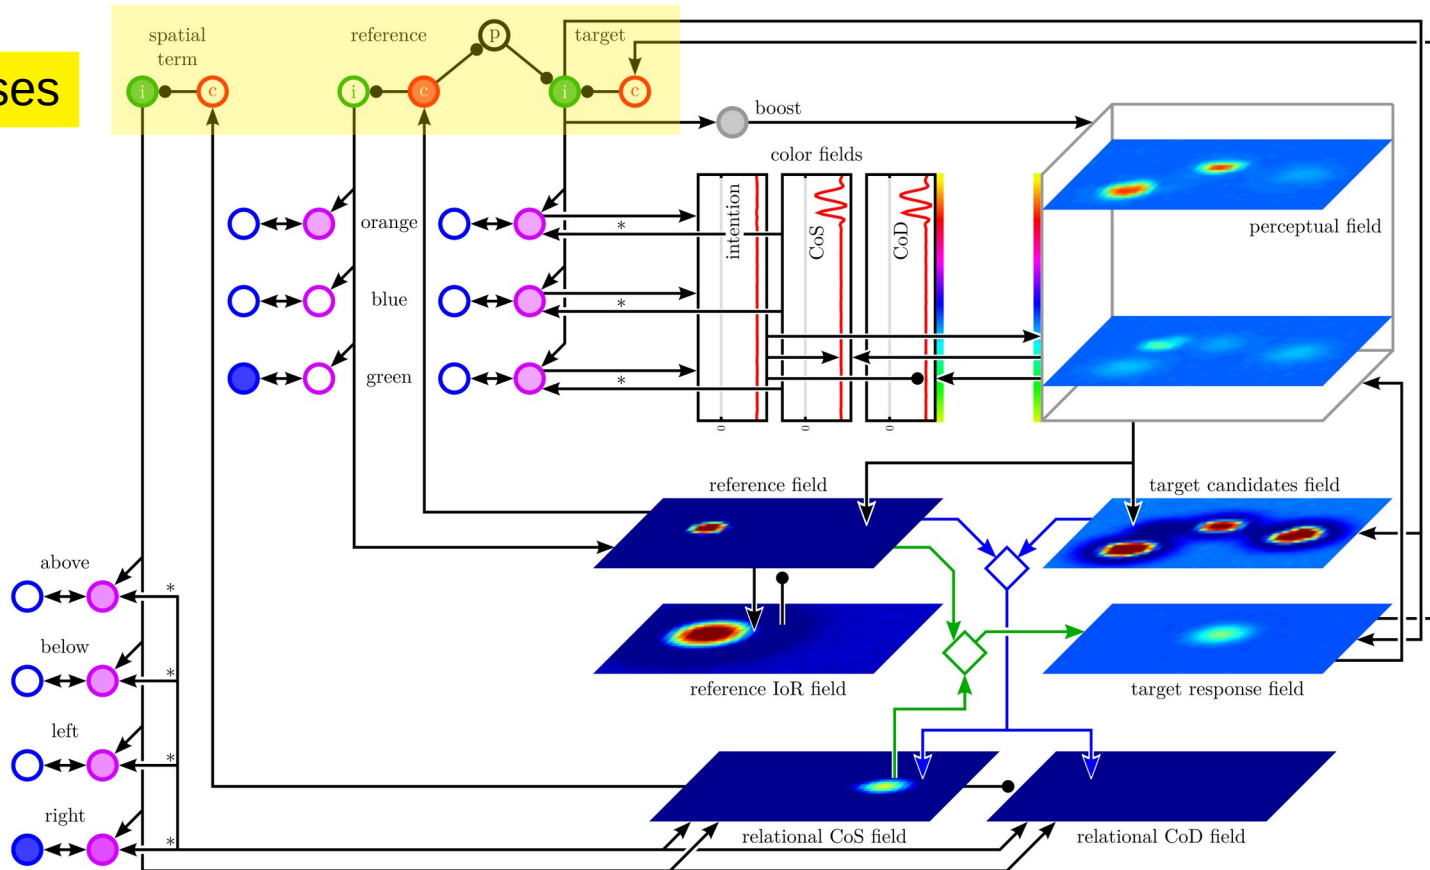 ses
spatial
term
reference
p
target
i
c
i
c
i
c
boost
color fields
intention
CoS
CoD
0
0
0
perceptual field
orange
*
blue
*
green
*
reference field
target candidates field
above
*
below
*
left
*
right
*
reference IoR field
target response field
relational CoS field
relational CoD field